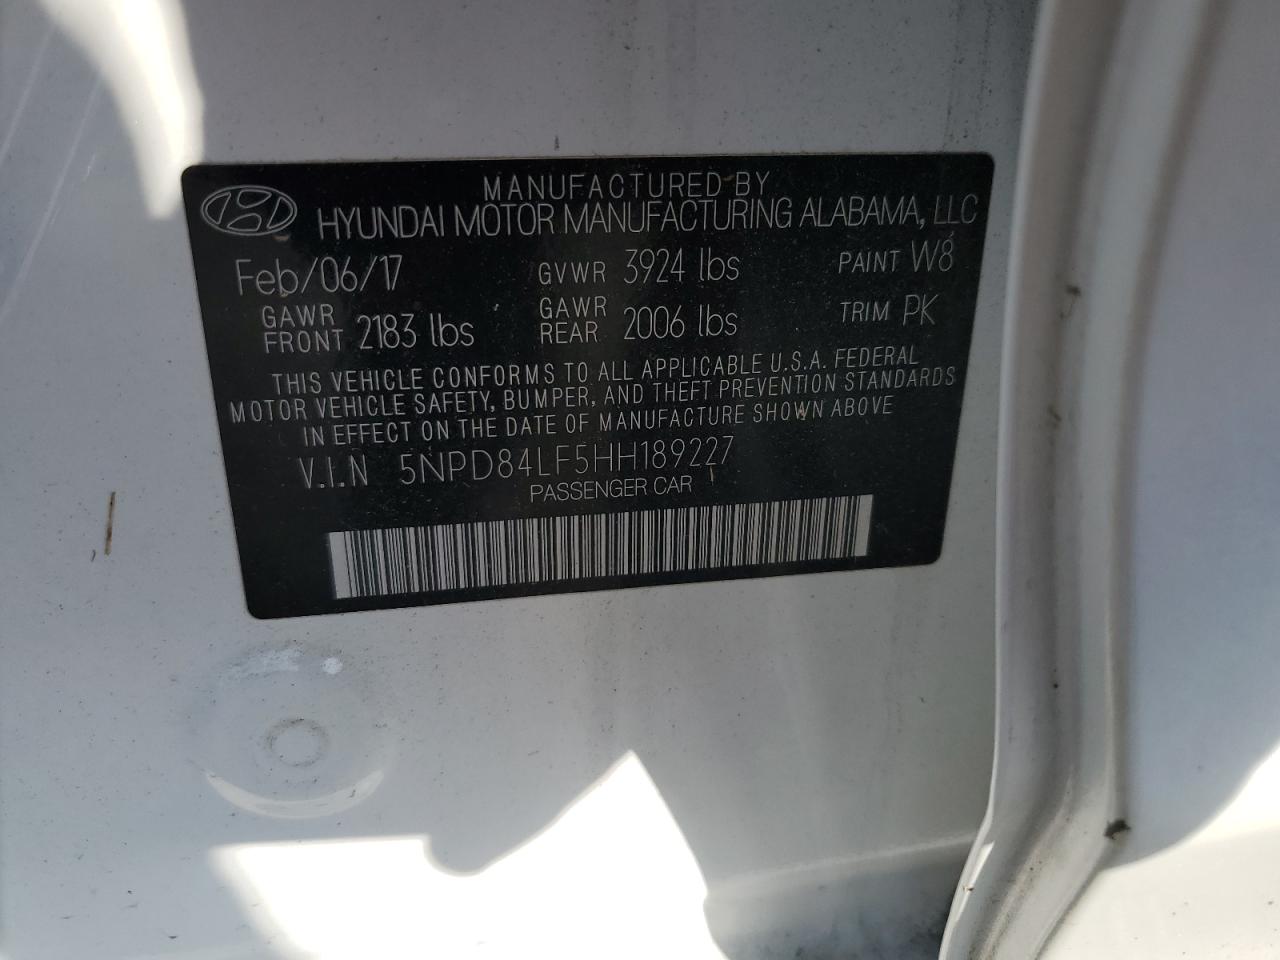 MANUFACTURED BY
HYUNDAI MOTOR MANUFACTURING ALABAMA, LLC
Feb/06/17 GVWR 3924 lbs PAINT W8
GAWR FRONT 2183 lbs GAWR REAR 2006 lbs TRIM PK
THIS VEHICLE CONFORMS TO ALL APPLICABLE U.S.A. FEDERAL
MOTOR VEHICLE SAFETY, BUMPER, AND THEFT PREVENTION STANDARDS
IN EFFECT ON THE DATE OF MANUFACTURE SHOWN ABOVE
V.I.N 5NPD84LF5HH189227
PASSENGER CAR